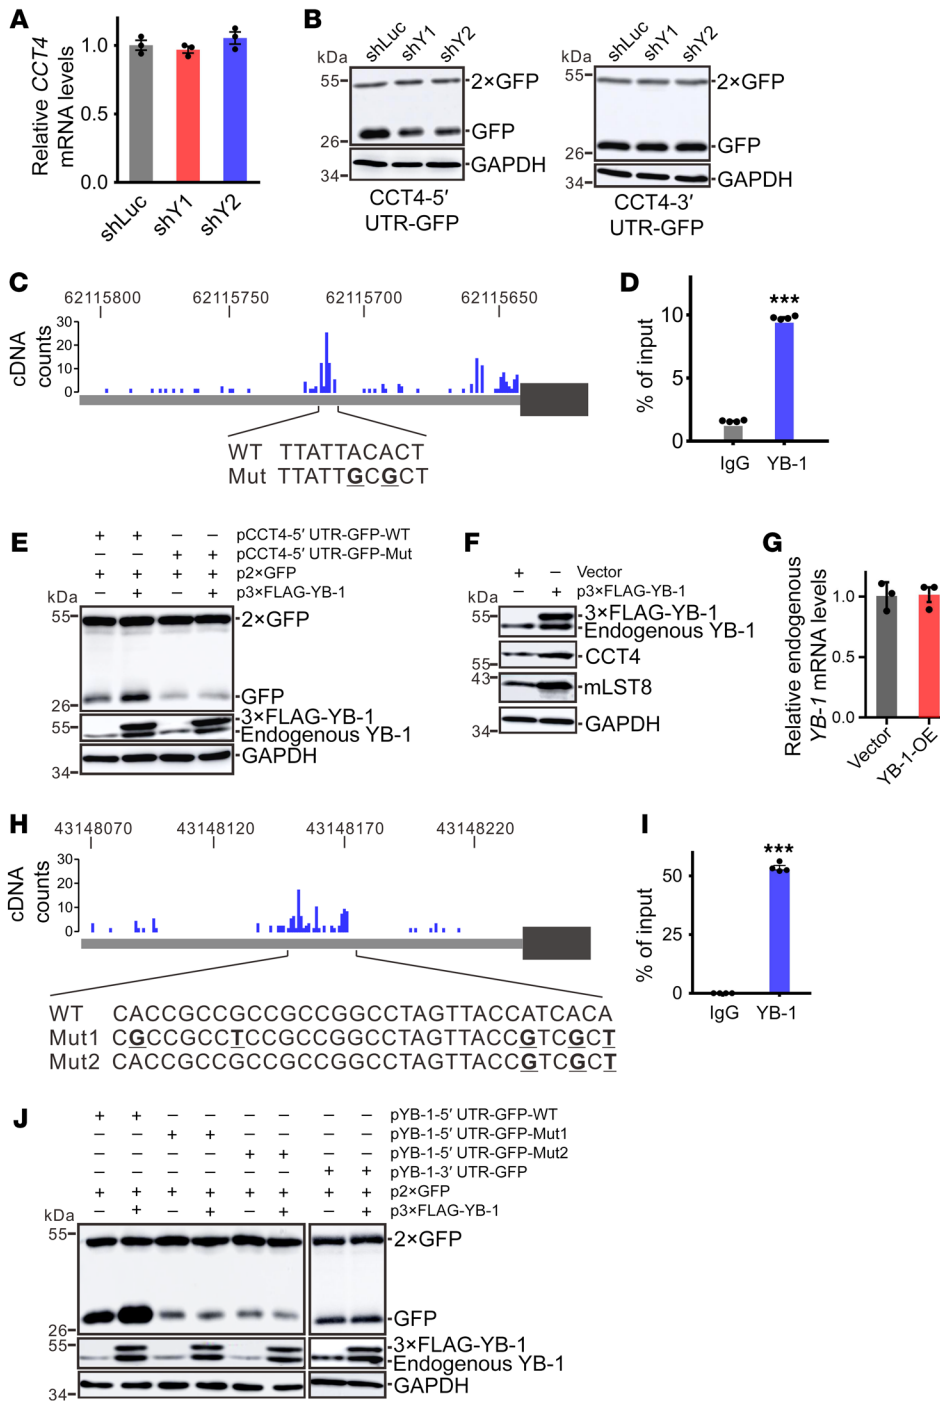 A
Relative CCT4
mRNA levels
1.0
0.5
0.0
shLuc
shY1
shY2
B
kDa
shLuc
shY1
shY2
55
2×GFP
26
GFP
34
GAPDH
CCT4-5′
UTR-GFP
shLuc
shY1
shY2
kDa
55
2×GFP
26
GFP
34
GAPDH
CCT4-3′
UTR-GFP
C
62115800
62115750
62115700
62115650
cDNA
counts
30
20
10
0
WT TTATTACACT
Mut TTATTGCGCT
D
% of input
10
5
0
***
IgG
YB-1
E
+ + − − pCCT4-5′ UTR-GFP-WT
− − + + pCCT4-5′ UTR-GFP-Mut
+ + + + p2×GFP
− + − + p3×FLAG-YB-1
kDa
55
2×GFP
26
GFP
3×FLAG-YB-1
55
Endogenous YB-1
GAPDH
34
F
+ − Vector
− + p3×FLAG-YB-1
kDa
55
3×FLAG-YB-1
Endogenous YB-1
CCT4
55
43
mLST8
GAPDH
34
G
Relative endogenous
YB-1 mRNA levels
1.0
0.5
0.0
Vector
YB-1-OE
H
43148070
43148120
43148170
43148220
cDNA
counts
30
20
10
0
WT CACCGCCGCCGCCGGCCTAGTTACCATCACA
Mut1 CGCCGCCTCCGCCGGCCTAGTTACCGTCGCT
Mut2 CACCGCCGCCGCCGGCCTAGTTACCGTCGCT
I
% of input
50
25
0
***
IgG
YB-1
J
+ + − − − − − − pYB-1-5′ UTR-GFP-WT
− − + + − − − − pYB-1-5′ UTR-GFP-Mut1
− − − − + + − − pYB-1-5′ UTR-GFP-Mut2
− − − − − − + + pYB-1-3′ UTR-GFP
+ + + + + + + + p2×GFP
− + − + − + − + p3×FLAG-YB-1
kDa
55
2×GFP
GFP
26
55
3×FLAG-YB-1
Endogenous YB-1
GAPDH
34